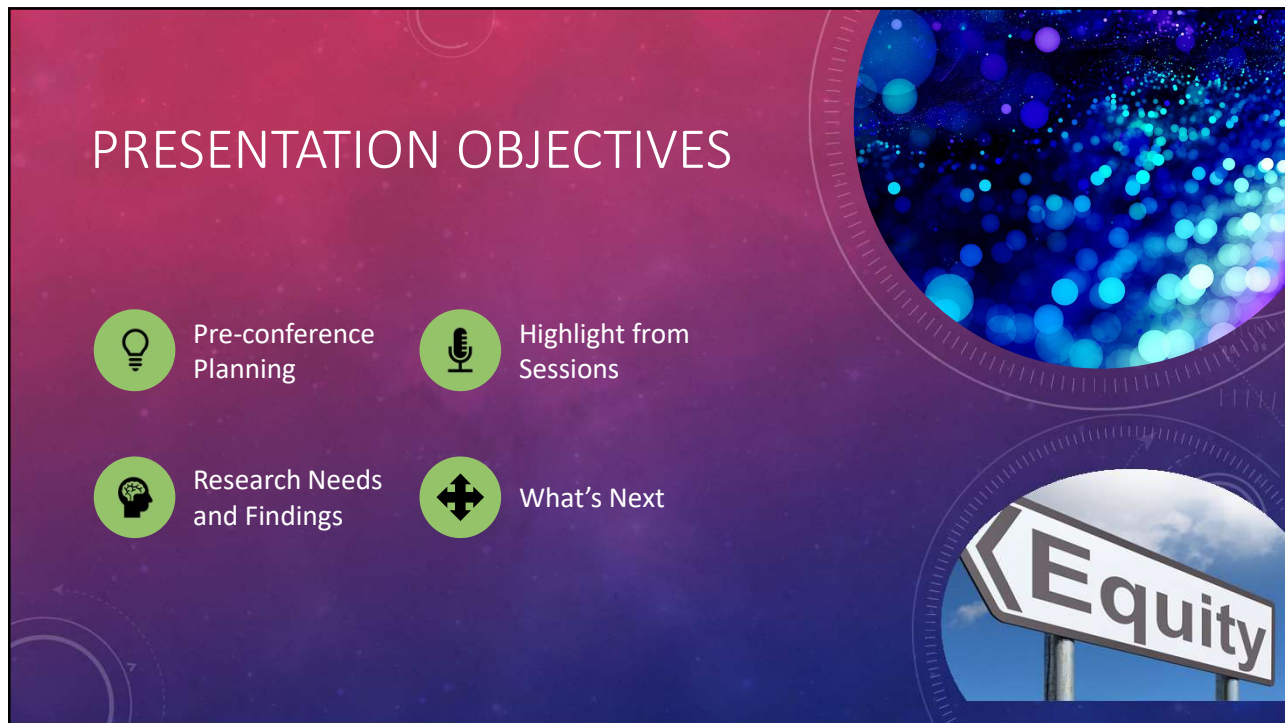 PRESENTATION OBJECTIVES
Pre-conference
Planning
Highlight from
Sessions
Research Needs
and Findings
What's Next
Equity